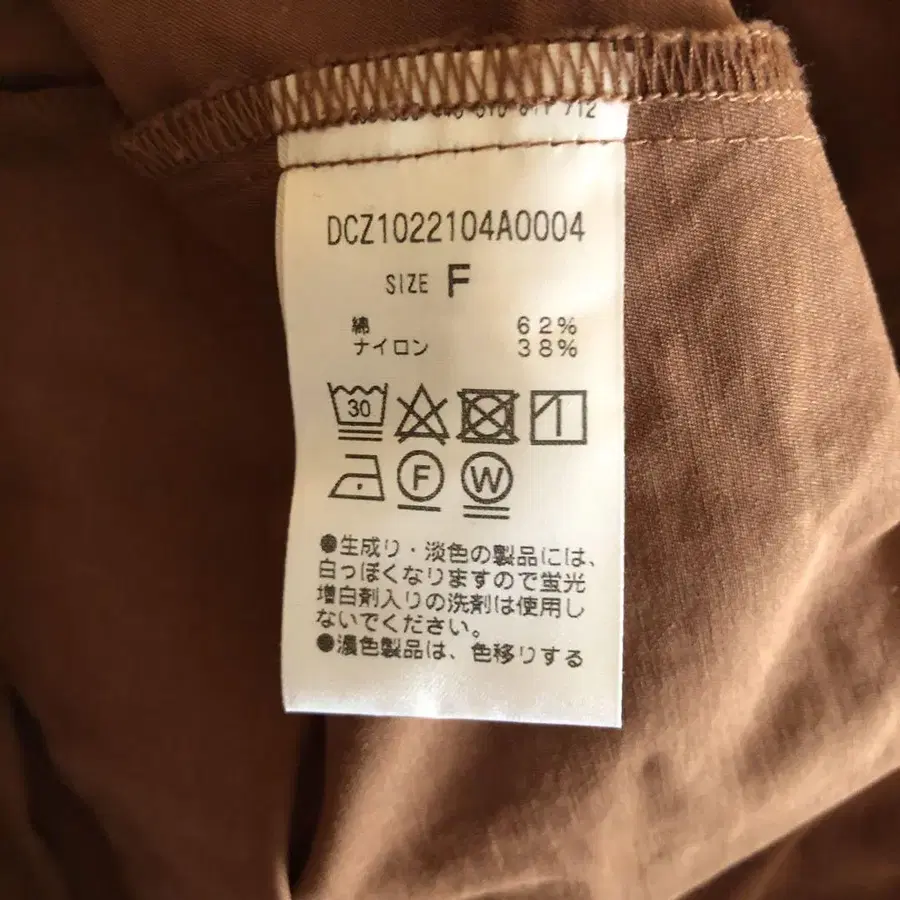 DCZ1022104A0004
SIZE F
綿 62%
ナイロン 38%
30
F W
●生成り・淡色の製品には、
白っぽくなりますので蛍光
増白剤入りの洗剤は使用し
ないでください。
●濃色製品は、色移りする